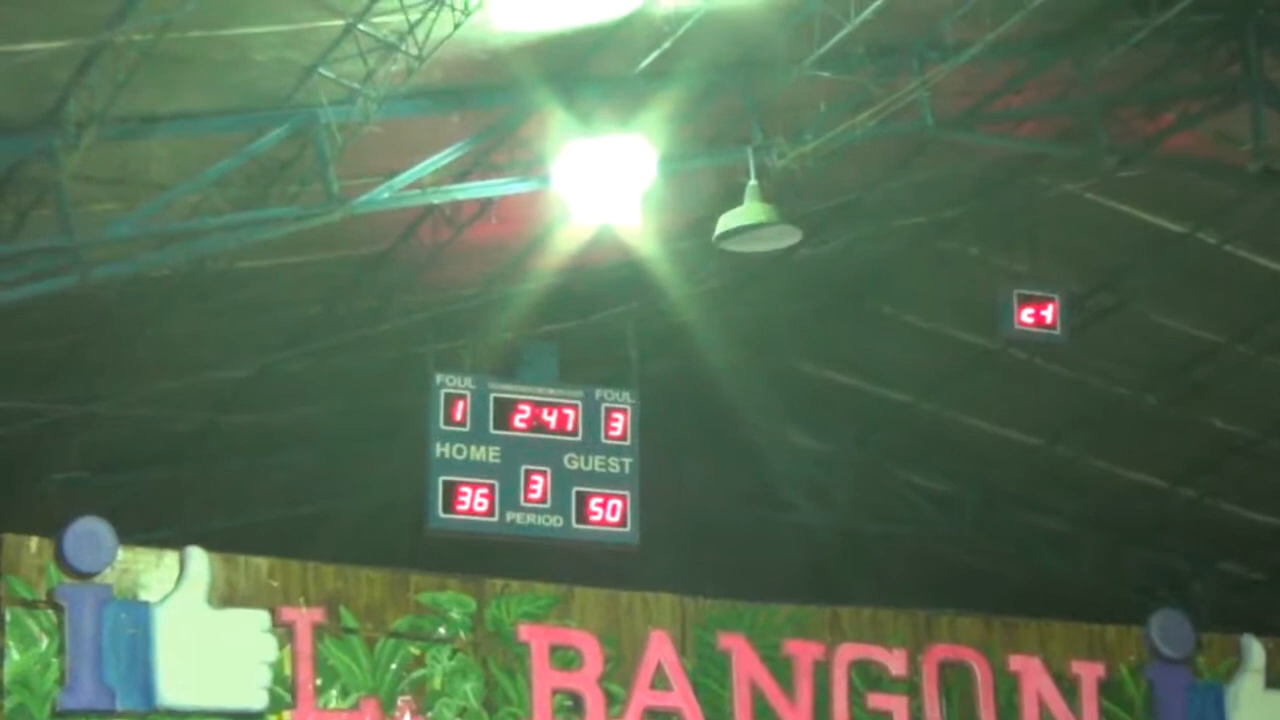 FOUL FOUL
1 2:47 3
HOME GUEST
36 3 50
PERIOD
i L. BANGON i